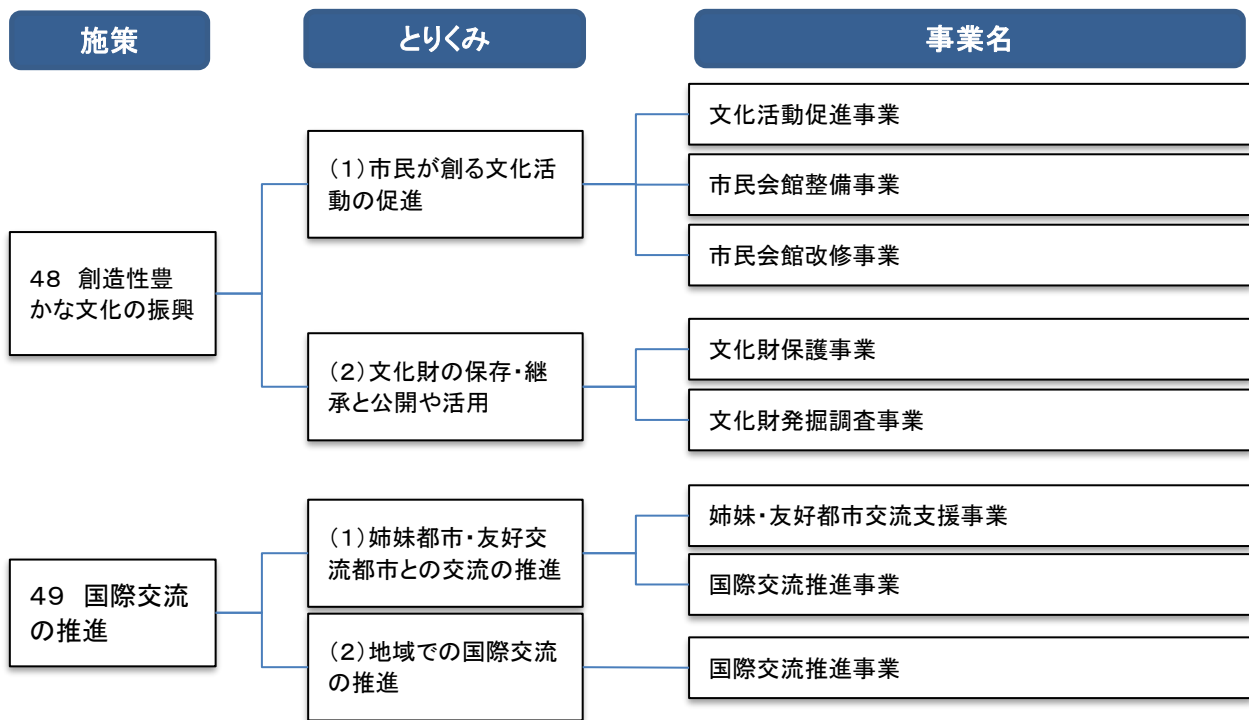 施策
とりくみ
事業名
48 創造性豊
かな文化の振興
(1)市民が創る文化活
動の促進
文化活動促進事業
市民会館整備事業
市民会館改修事業
(2)文化財の保存・継
承と公開や活用
文化財保護事業
文化財発掘調査事業
49 国際交流
の推進
(1)姉妹都市・友好交
流都市との交流の推進
姉妹・友好都市交流支援事業
国際交流推進事業
(2)地域での国際交流
の推進
国際交流推進事業